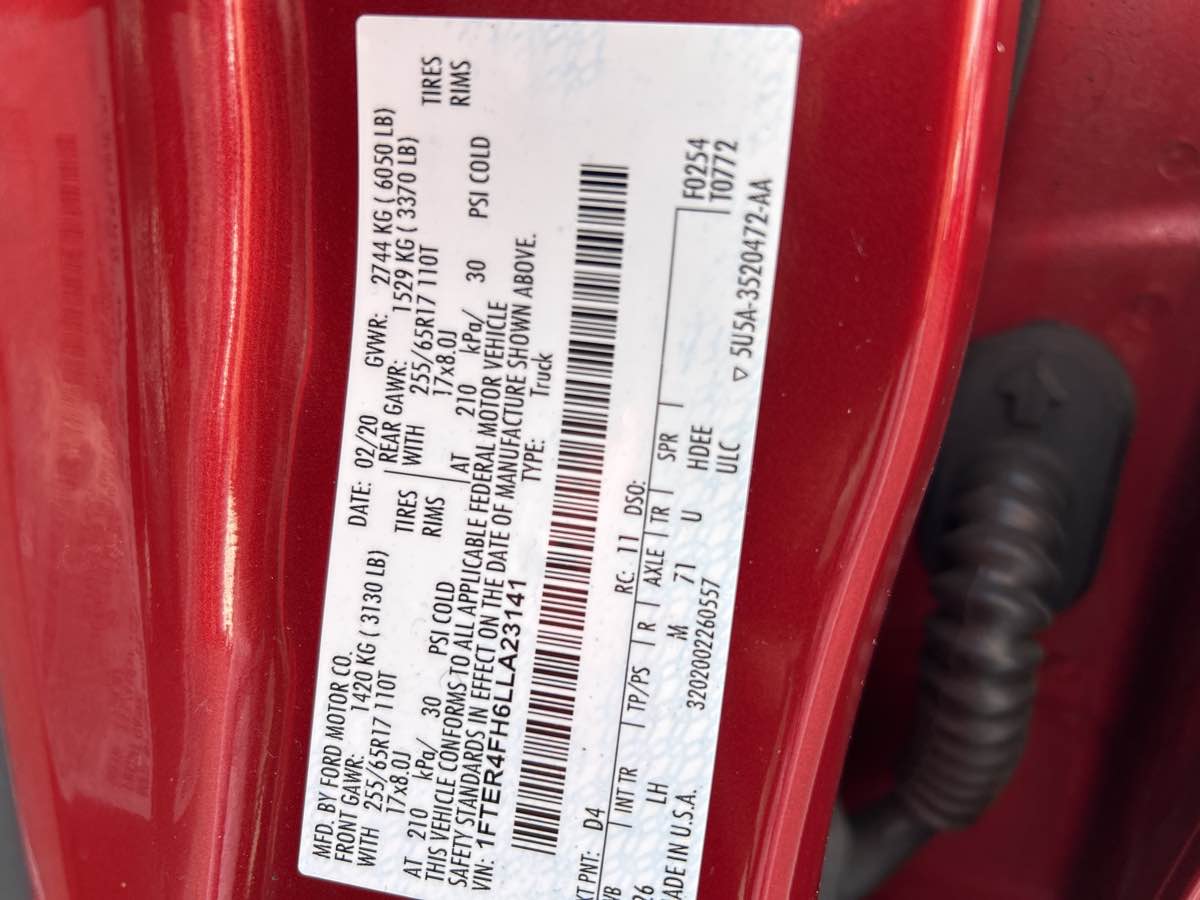 MFD. BY FORD MOTOR CO. DATE: 02/20 GVWR: 2744 KG ( 6050 LB)
FRONT GAWR: 1420 KG ( 3130 LB) REAR GAWR: 1529 KG ( 3370 LB)
WITH 255/65R17 110T TIRES WITH 255/65R17 110T TIRES
17x8.0J RIMS 17x8.0J RIMS
AT 210 kPa/ 30 PSI COLD AT 210 kPa/ 30 PSI COLD
THIS VEHICLE CONFORMS TO ALL APPLICABLE FEDERAL MOTOR VEHICLE
SAFETY STANDARDS IN EFFECT ON THE DATE OF MANUFACTURE SHOWN ABOVE.
VIN: 1FTER4FH6LLA23141 TYPE: Truck
PNT: D4 RC: 11 DSO: F0254
INT TR TP/PS R AXLE TR SPR T0772
26 LH M 71 U HDEE
ULC
MADE IN U.S.A. 3202002260557 ▽ 5U5A-3520472-AA